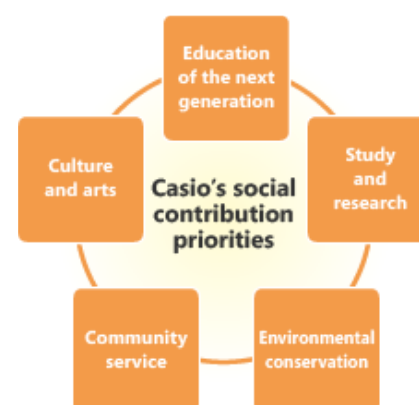 Education
of the next
generation
Culture
and arts
Casio's social
contribution
priorities
Study
and
research
Community
service
Environmental
conservation